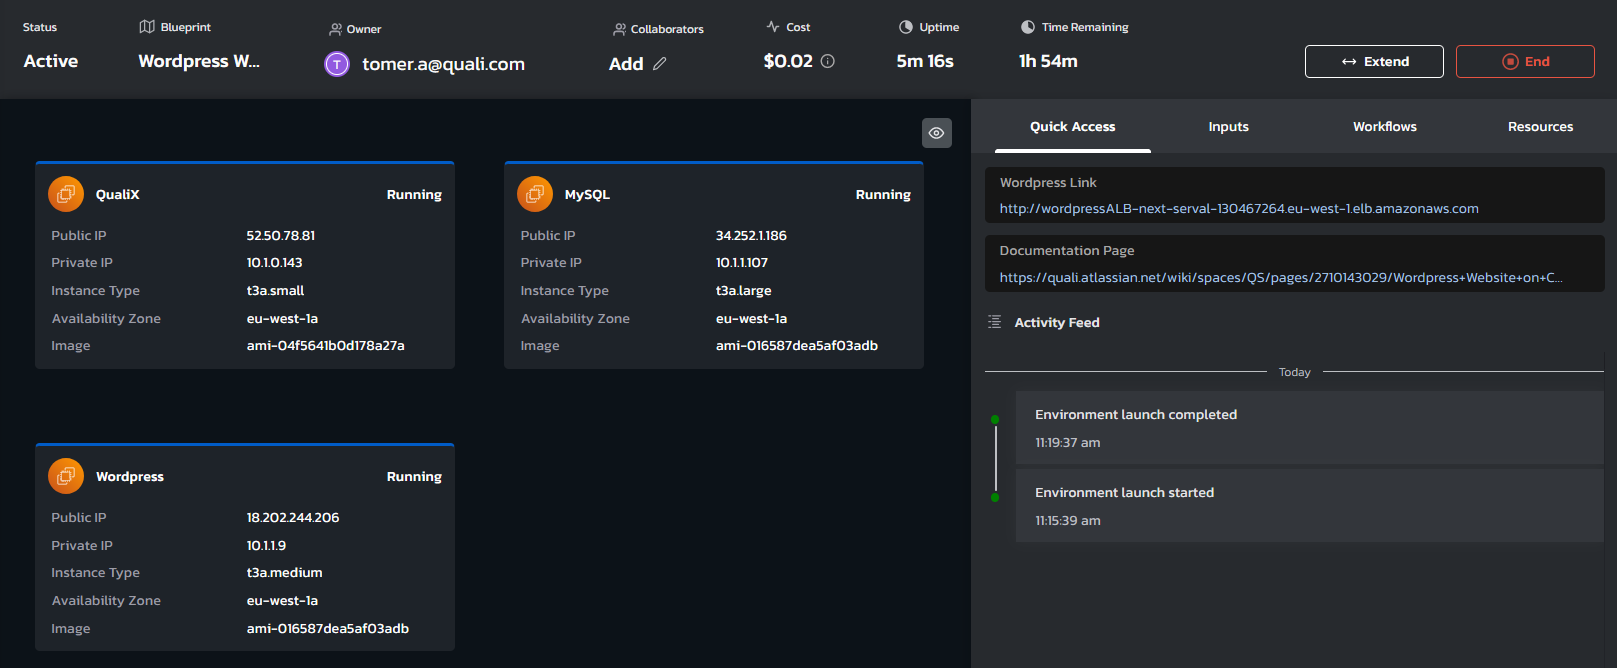 Status
Active
Blueprint
Wordpress W...
Owner
T
tomer.a@quali.com
Collaborators
Add
Cost
$0.02
Uptime
5m 16s
Time Remaining
1h 54m
Extend
End
QualiX Running
Public IP 52.50.78.81
Private IP 10.1.0.143
Instance Type t3a.small
Availability Zone eu-west-1a
Image ami-04f5641b0d178a27a
MySQL Running
Public IP 34.252.1.186
Private IP 10.1.1.107
Instance Type t3a.large
Availability Zone eu-west-1a
Image ami-016587dea5af03adb
Wordpress Running
Public IP 18.202.244.206
Private IP 10.1.1.9
Instance Type t3a.medium
Availability Zone eu-west-1a
Image ami-016587dea5af03adb
Quick Access Inputs Workflows Resources
Wordpress Link
http://wordpressALB-next-serval-130467264.eu-west-1.elb.amazonaws.com
Documentation Page
https://quali.atlassian.net/wiki/spaces/QS/pages/2710143029/Wordpress+Website+on+C...
Activity Feed
Today
Environment launch completed
11:19:37 am
Environment launch started
11:15:39 am